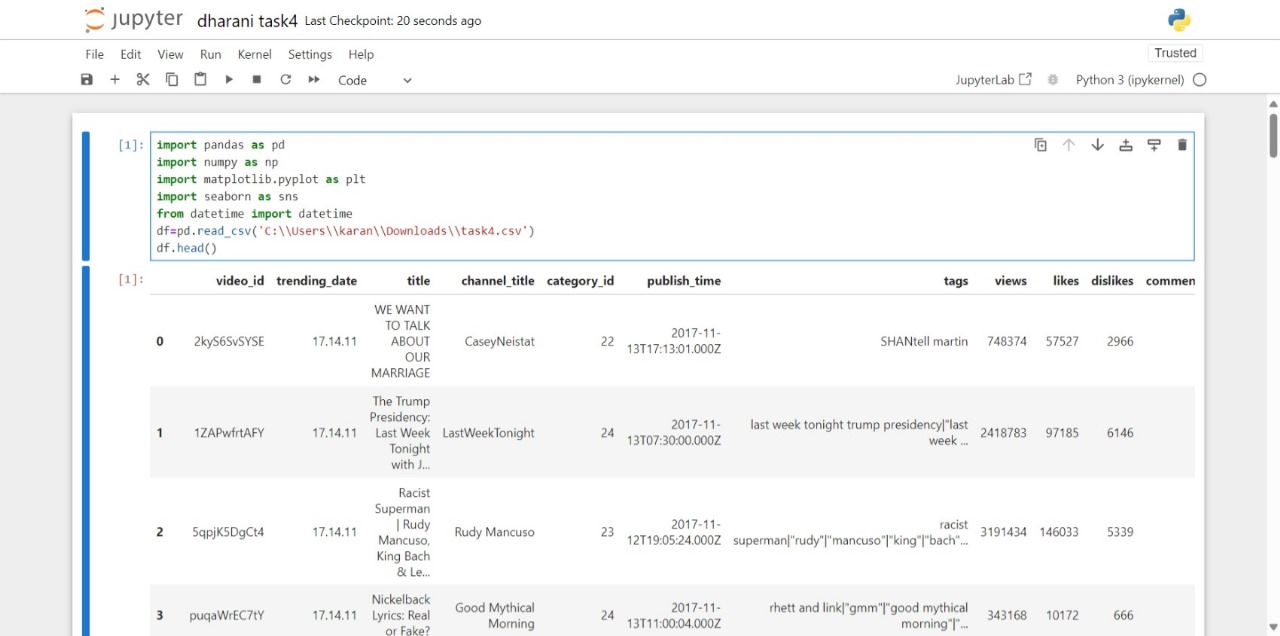 jupyter dharani task4 Last Checkpoint: 20 seconds ago
File Edit View Run Kernel Settings Help
Trusted
Code
JupyterLab Python 3 (ipykernel)
[1]:
import pandas as pd
import numpy as np
import matplotlib.pyplot as plt
import seaborn as sns
from datetime import datetime
df=pd.read_csv('C:\\Users\\karan\\Downloads\\task4.csv')
df.head()
[1]:
video_id trending_date title channel_title category_id publish_time tags views likes dislikes commen
WE WANT
TO TALK
ABOUT
OUR
MARRIAGE
0 2kyS6SvSYSE 17.14.11 CaseyNeistat 22
2017-11-
13T17:13:01.000Z
SHANtell martin 748374 57527 2966
The Trump
Presidency:
Last Week
Tonight
with J...
1 1ZAPwfrtAFY 17.14.11 LastWeekTonight 24
2017-11-
13T07:30:00.000Z
last week tonight trump presidency|"last
week ...
2418783 97185 6146
Racist
Superman
| Rudy
Mancuso,
King Bach
& Le...
2 5qpjK5DgCt4 17.14.11 Rudy Mancuso 23
2017-11-
12T19:05:24.000Z
racist
superman|"rudy"|"mancuso"|"king"|"bach"...
3191434 146033 5339
Nickelback
Lyrics: Real
or Fake?
3 puqaWrEC7tY 17.14.11
Good Mythical
Morning
24
2017-11-
13T11:00:04.000Z
rhett and link|"gmm"|"good mythical
morning"|"...
343168 10172 666